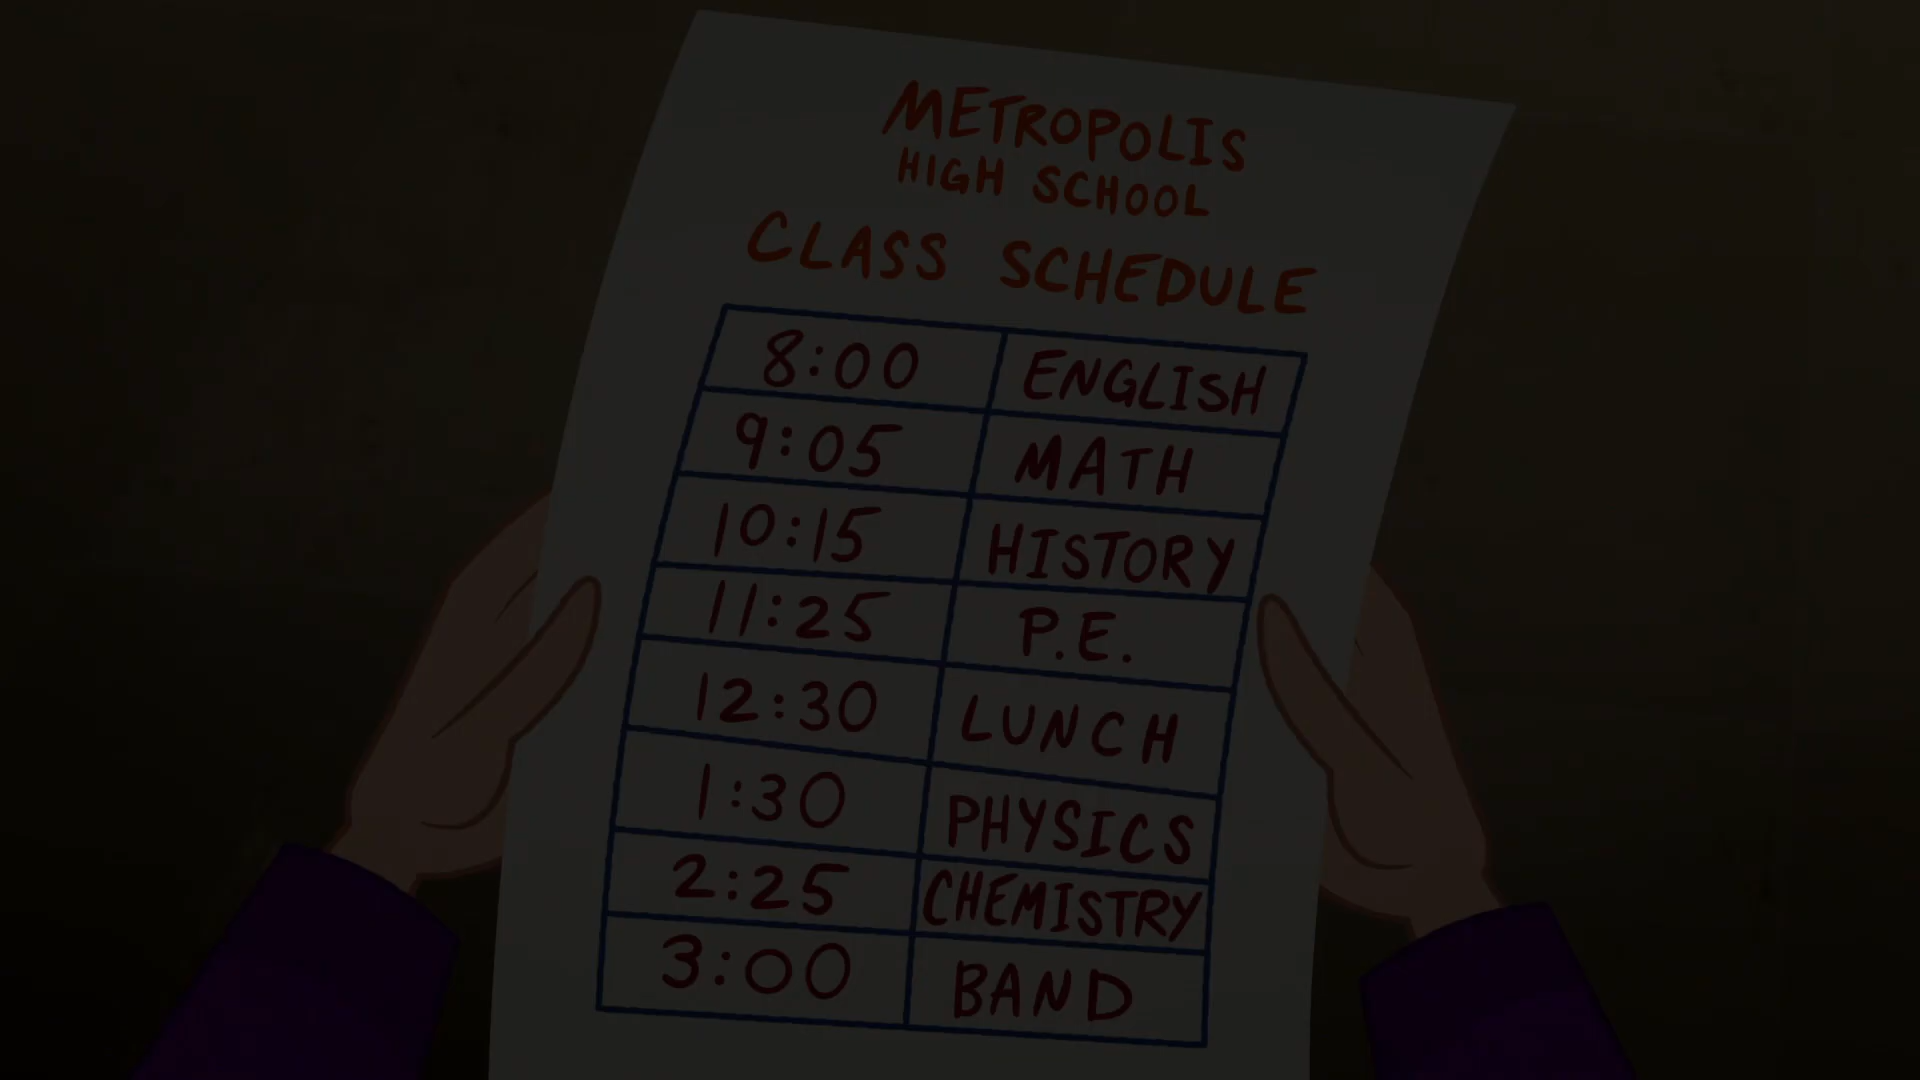 METROPOLIS
HIGH SCHOOL
CLASS SCHEDULE
8:00 ENGLISH
9:05 MATH
10:15 HISTORY
11:25 P.E.
12:30 LUNCH
1:30 PHYSICS
2:25 CHEMISTRY
3:00 BAND